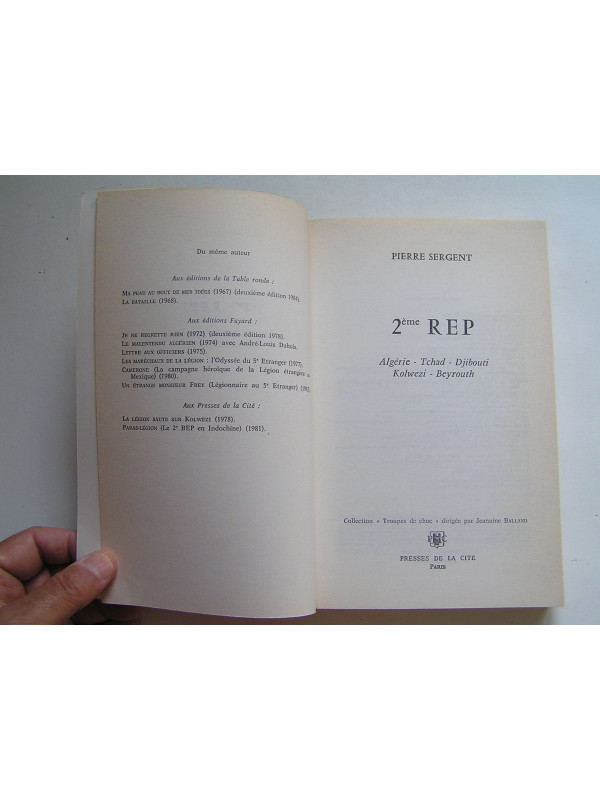 Du même auteur
Aux éditions de la Table ronde :
MA PEAU AU BOUT DE MES IDÉES (1967) (deuxième édition 1984).
LA BATAILLE (1968).
Aux éditions Fayard :
JE NE REGRETTE RIEN (1972) (deuxième édition 1978).
LE MALENTENDU ALGÉRIEN (1974) avec André-Louis Dubois.
LETTRE AUX OFFICIERS (1975).
LES MARÉCHAUX DE LA LÉGION : l'Odyssée du 5e Etranger (1977).
CAMERONE (La campagne héroïque de la Légion étrangère au
Mexique) (1980).
UN ÉTRANGE MONSIEUR FREY (Légionnaire au 5e Etranger) (1982
Aux Presses de la Cité :
LA LÉGION SAUTE SUR KOLWEZI (1978).
PARAS-LÉGION (Le 2e BEP en Indochine) (1981).
PIERRE SERGENT
2ème REP
Algérie - Tchad - Djibouti
Kolwezi - Beyrouth
Collection « Troupes de choc » dirigée par Jeannine BALLAND
P C
PRESSES DE LA CITÉ
PARIS